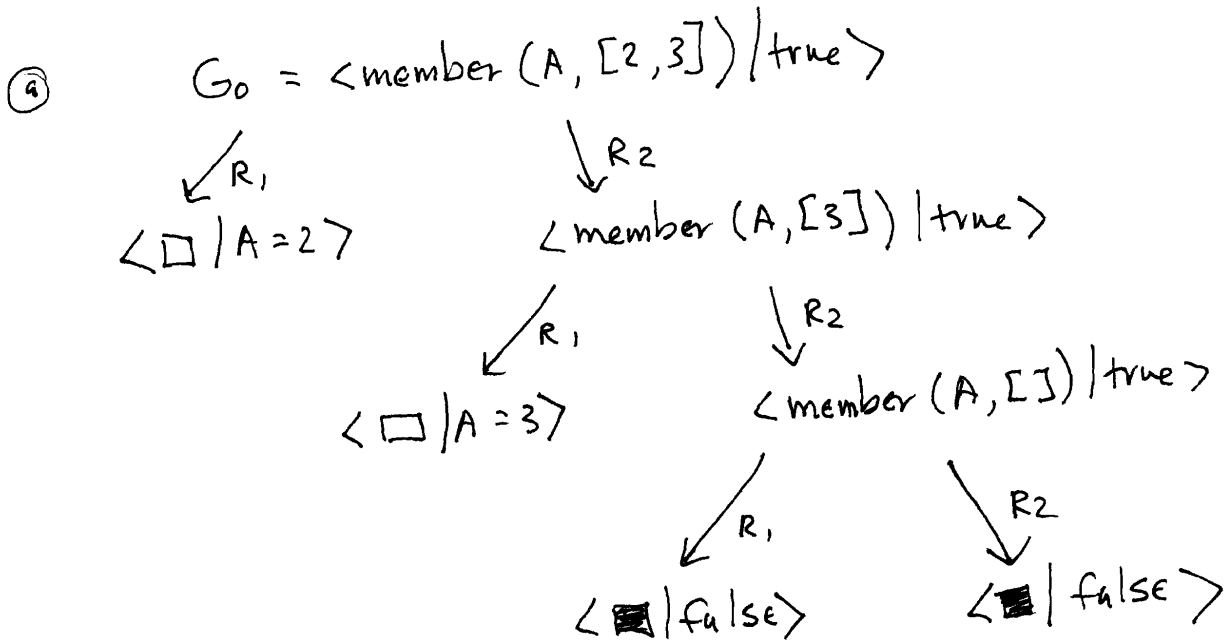 (a) G₀ = <member (A, [2,3]) | true>
R₁ R2
<□ | A = 2> <member (A, [3]) | true>
R₁ R2
<□ | A = 3> <member (A, []) | true>
R₁ R2
<■ | false> <■ | false>